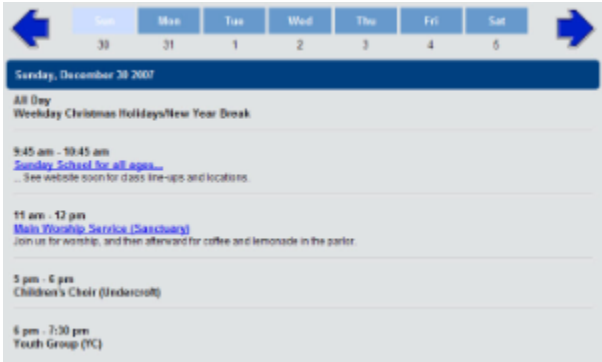 Sun Mon Tue Wed Thu Fri Sat
30 31 1 2 3 4 5
Sunday, December 30 2007
All Day
Weekday Christmas Holidays/New Year Break
9:45 am - 10:45 am
Sunday School for all ages...
... See website soon for class line-ups and locations.
11 am - 12 pm
Main Worship Service (Sanctuary)
Join us for worship, and then afterward for coffee and lemonade in the parlor.
5 pm - 6 pm
Children's Choir (Undercroft)
6 pm - 7:30 pm
Youth Group (YC)